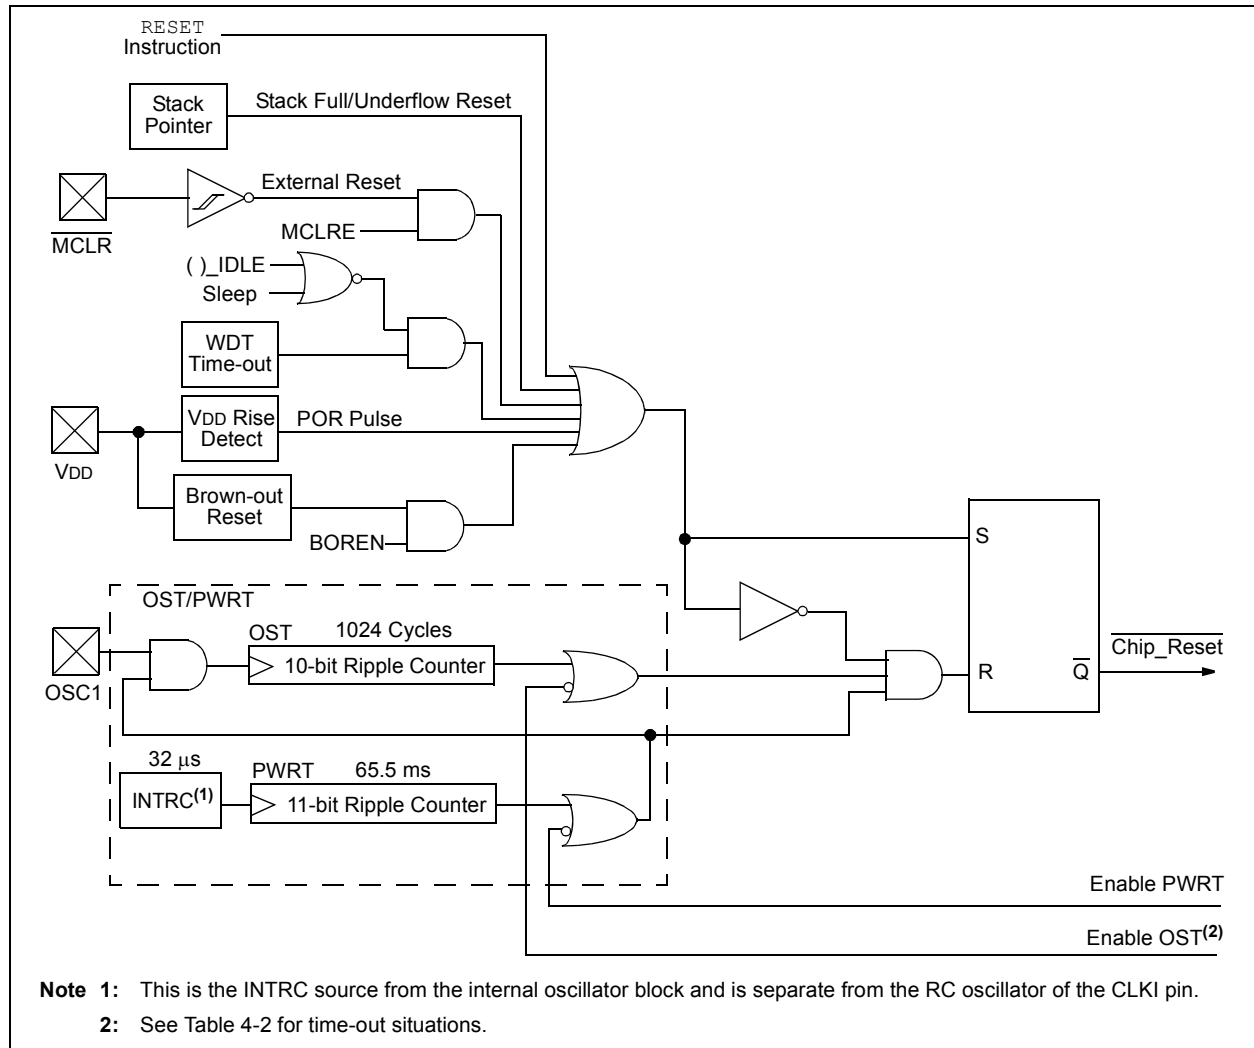 RESET
Instruction
Stack
Pointer
Stack Full/Underflow Reset
External Reset
MCLR
MCLRE
( )_IDLE
Sleep
WDT
Time-out
VDD Rise
Detect
POR Pulse
VDD
Brown-out
Reset
BOREN
S
OST/PWRT
OST
1024 Cycles
10-bit Ripple Counter
OSC1
Chip_Reset
R
Q
32 μs
INTRC(1)
PWRT
65.5 ms
11-bit Ripple Counter
Enable PWRT
Enable OST(2)
Note 1: This is the INTRC source from the internal oscillator block and is separate from the RC oscillator of the CLKI pin.
2: See Table 4-2 for time-out situations.